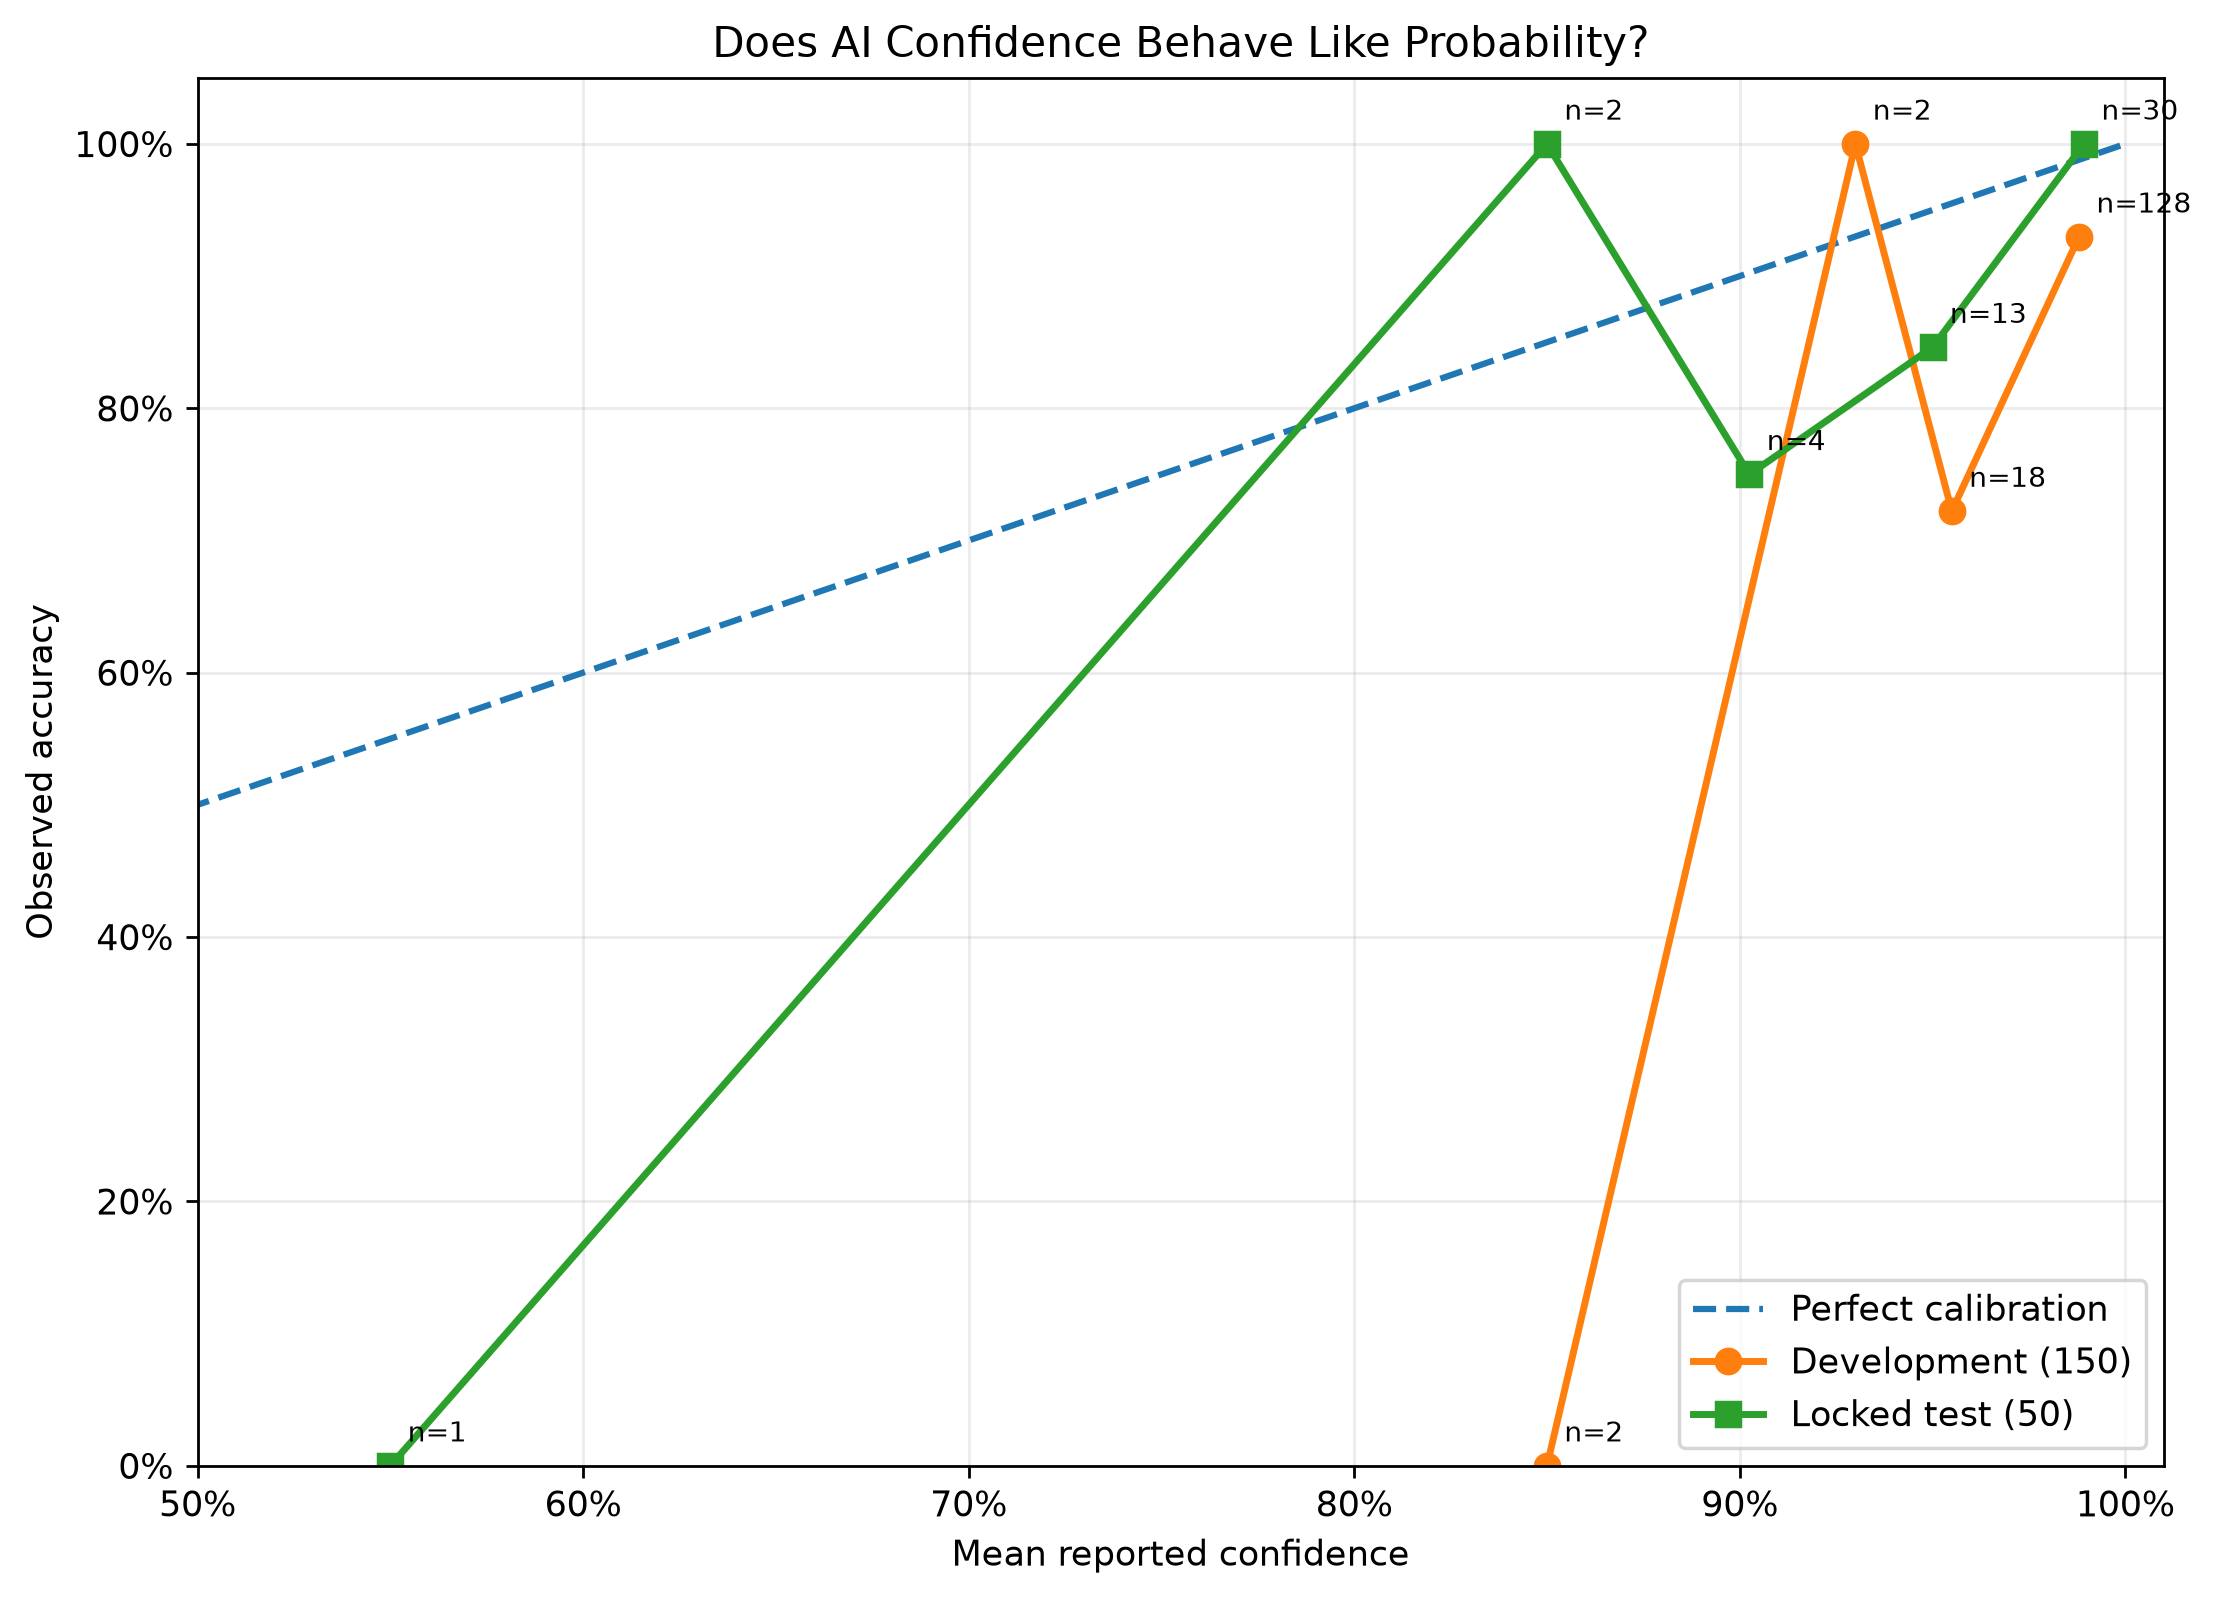 Does AI Confidence Behave Like Probability?
n=2
n=2
n=30
n=128
n=13
n=4
n=18
n=1
n=2
100%
80%
60%
40%
20%
0%
Observed accuracy
50%
60%
70%
80%
90%
100%
Mean reported confidence
Perfect calibration
Development (150)
Locked test (50)